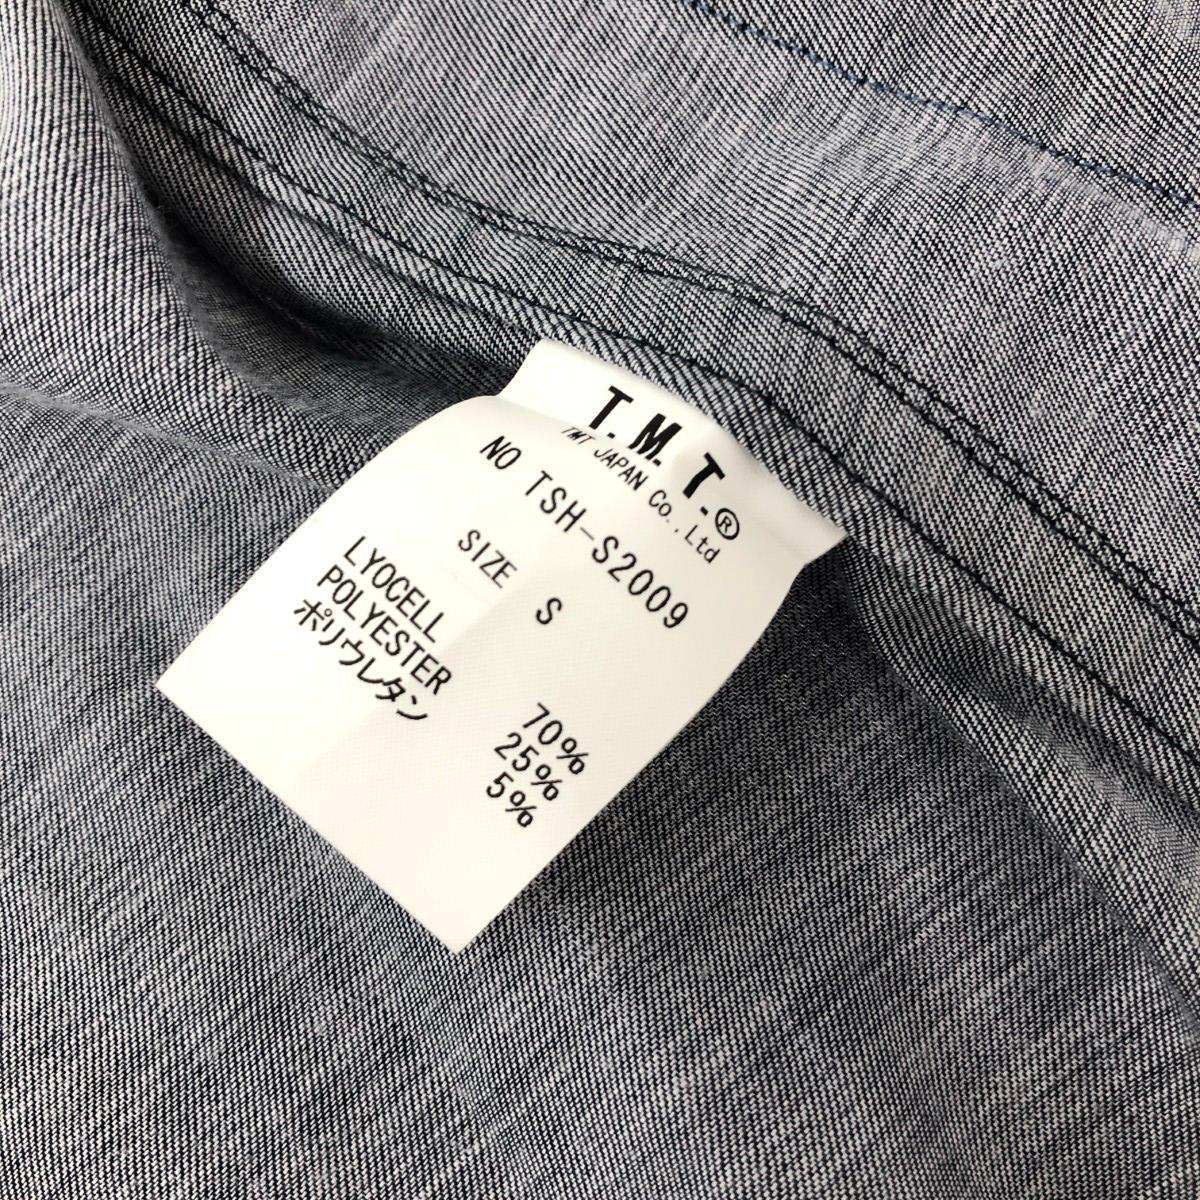 T.M.T.®
TMT JAPAN Co.,Ltd
NO TSH-S2009
SIZE S
LYOCELL 70%
POLYESTER 25%
ポリウレタン 5%